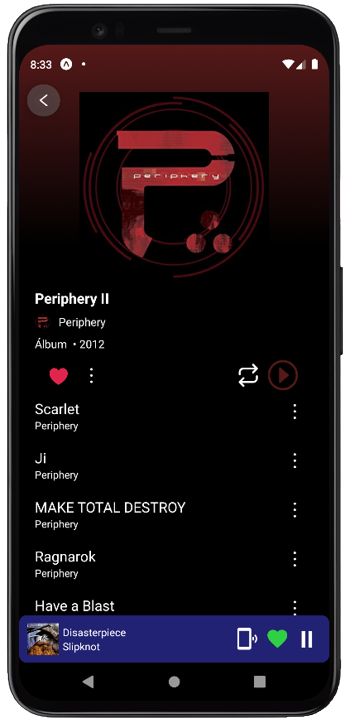 8:33
periphery
Periphery II
Periphery
Álbum • 2012
Scarlet
Periphery
Ji
Periphery
MAKE TOTAL DESTROY
Periphery
Ragnarok
Periphery
Have a Blast
Disasterpiece
Slipknot